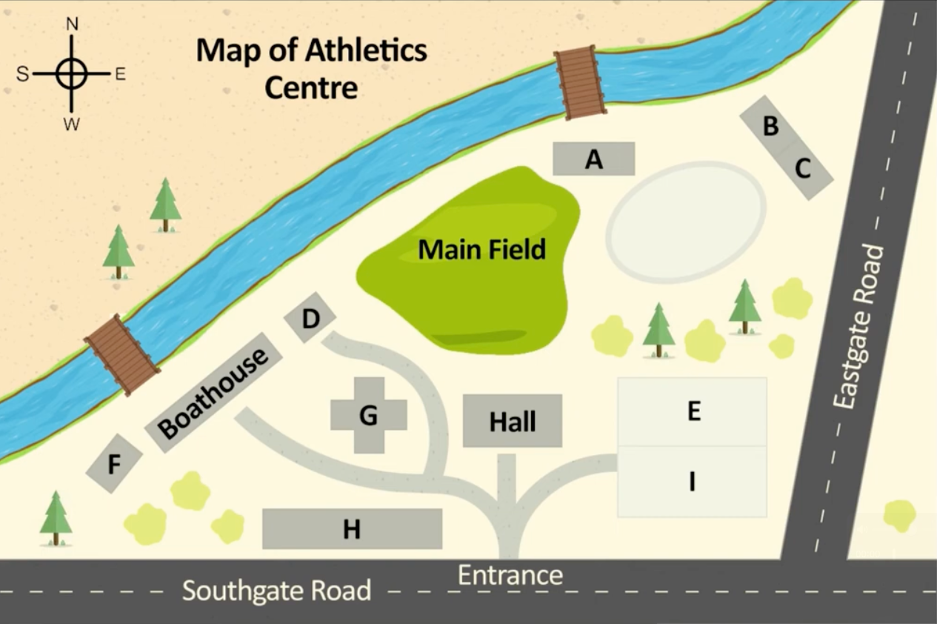 N
S E
W
Map of Athletics
Centre
B
A
C
Main Field
D
Eastgate Road
Boathouse
G
Hall
E
F
I
H
Entrance
Southgate Road